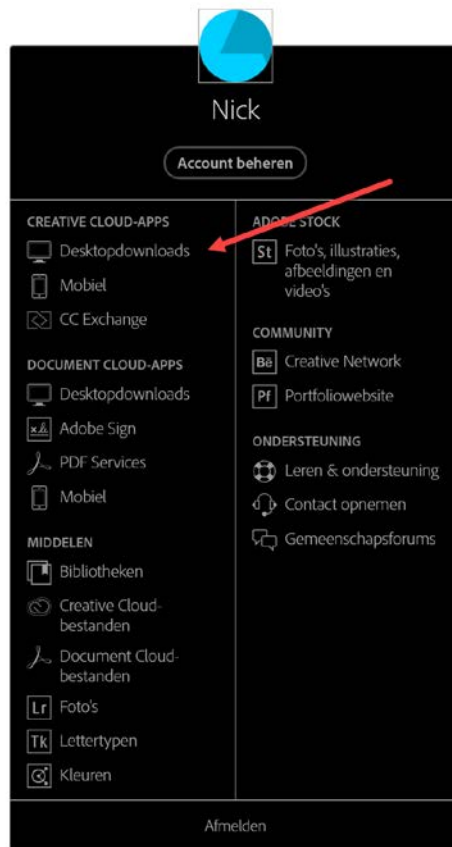 Nick
Account beheren
CREATIVE CLOUD-APPS
Desktopdownloads
Mobiel
CC Exchange
DOCUMENT CLOUD-APPS
Desktopdownloads
Adobe Sign
PDF Services
Mobiel
MIDDELEN
Bibliotheken
Creative Cloud-
bestanden
Document Cloud-
bestanden
Lr Foto's
Tk Lettertypen
Kleuren
ADOBE STOCK
St Foto's, illustraties,
afbeeldingen en
video's
COMMUNITY
Bē Creative Network
Pf Portfoliowebsite
ONDERSTEUNING
Leren & ondersteuning
Contact opnemen
Gemeenschapsforums
Afmelden